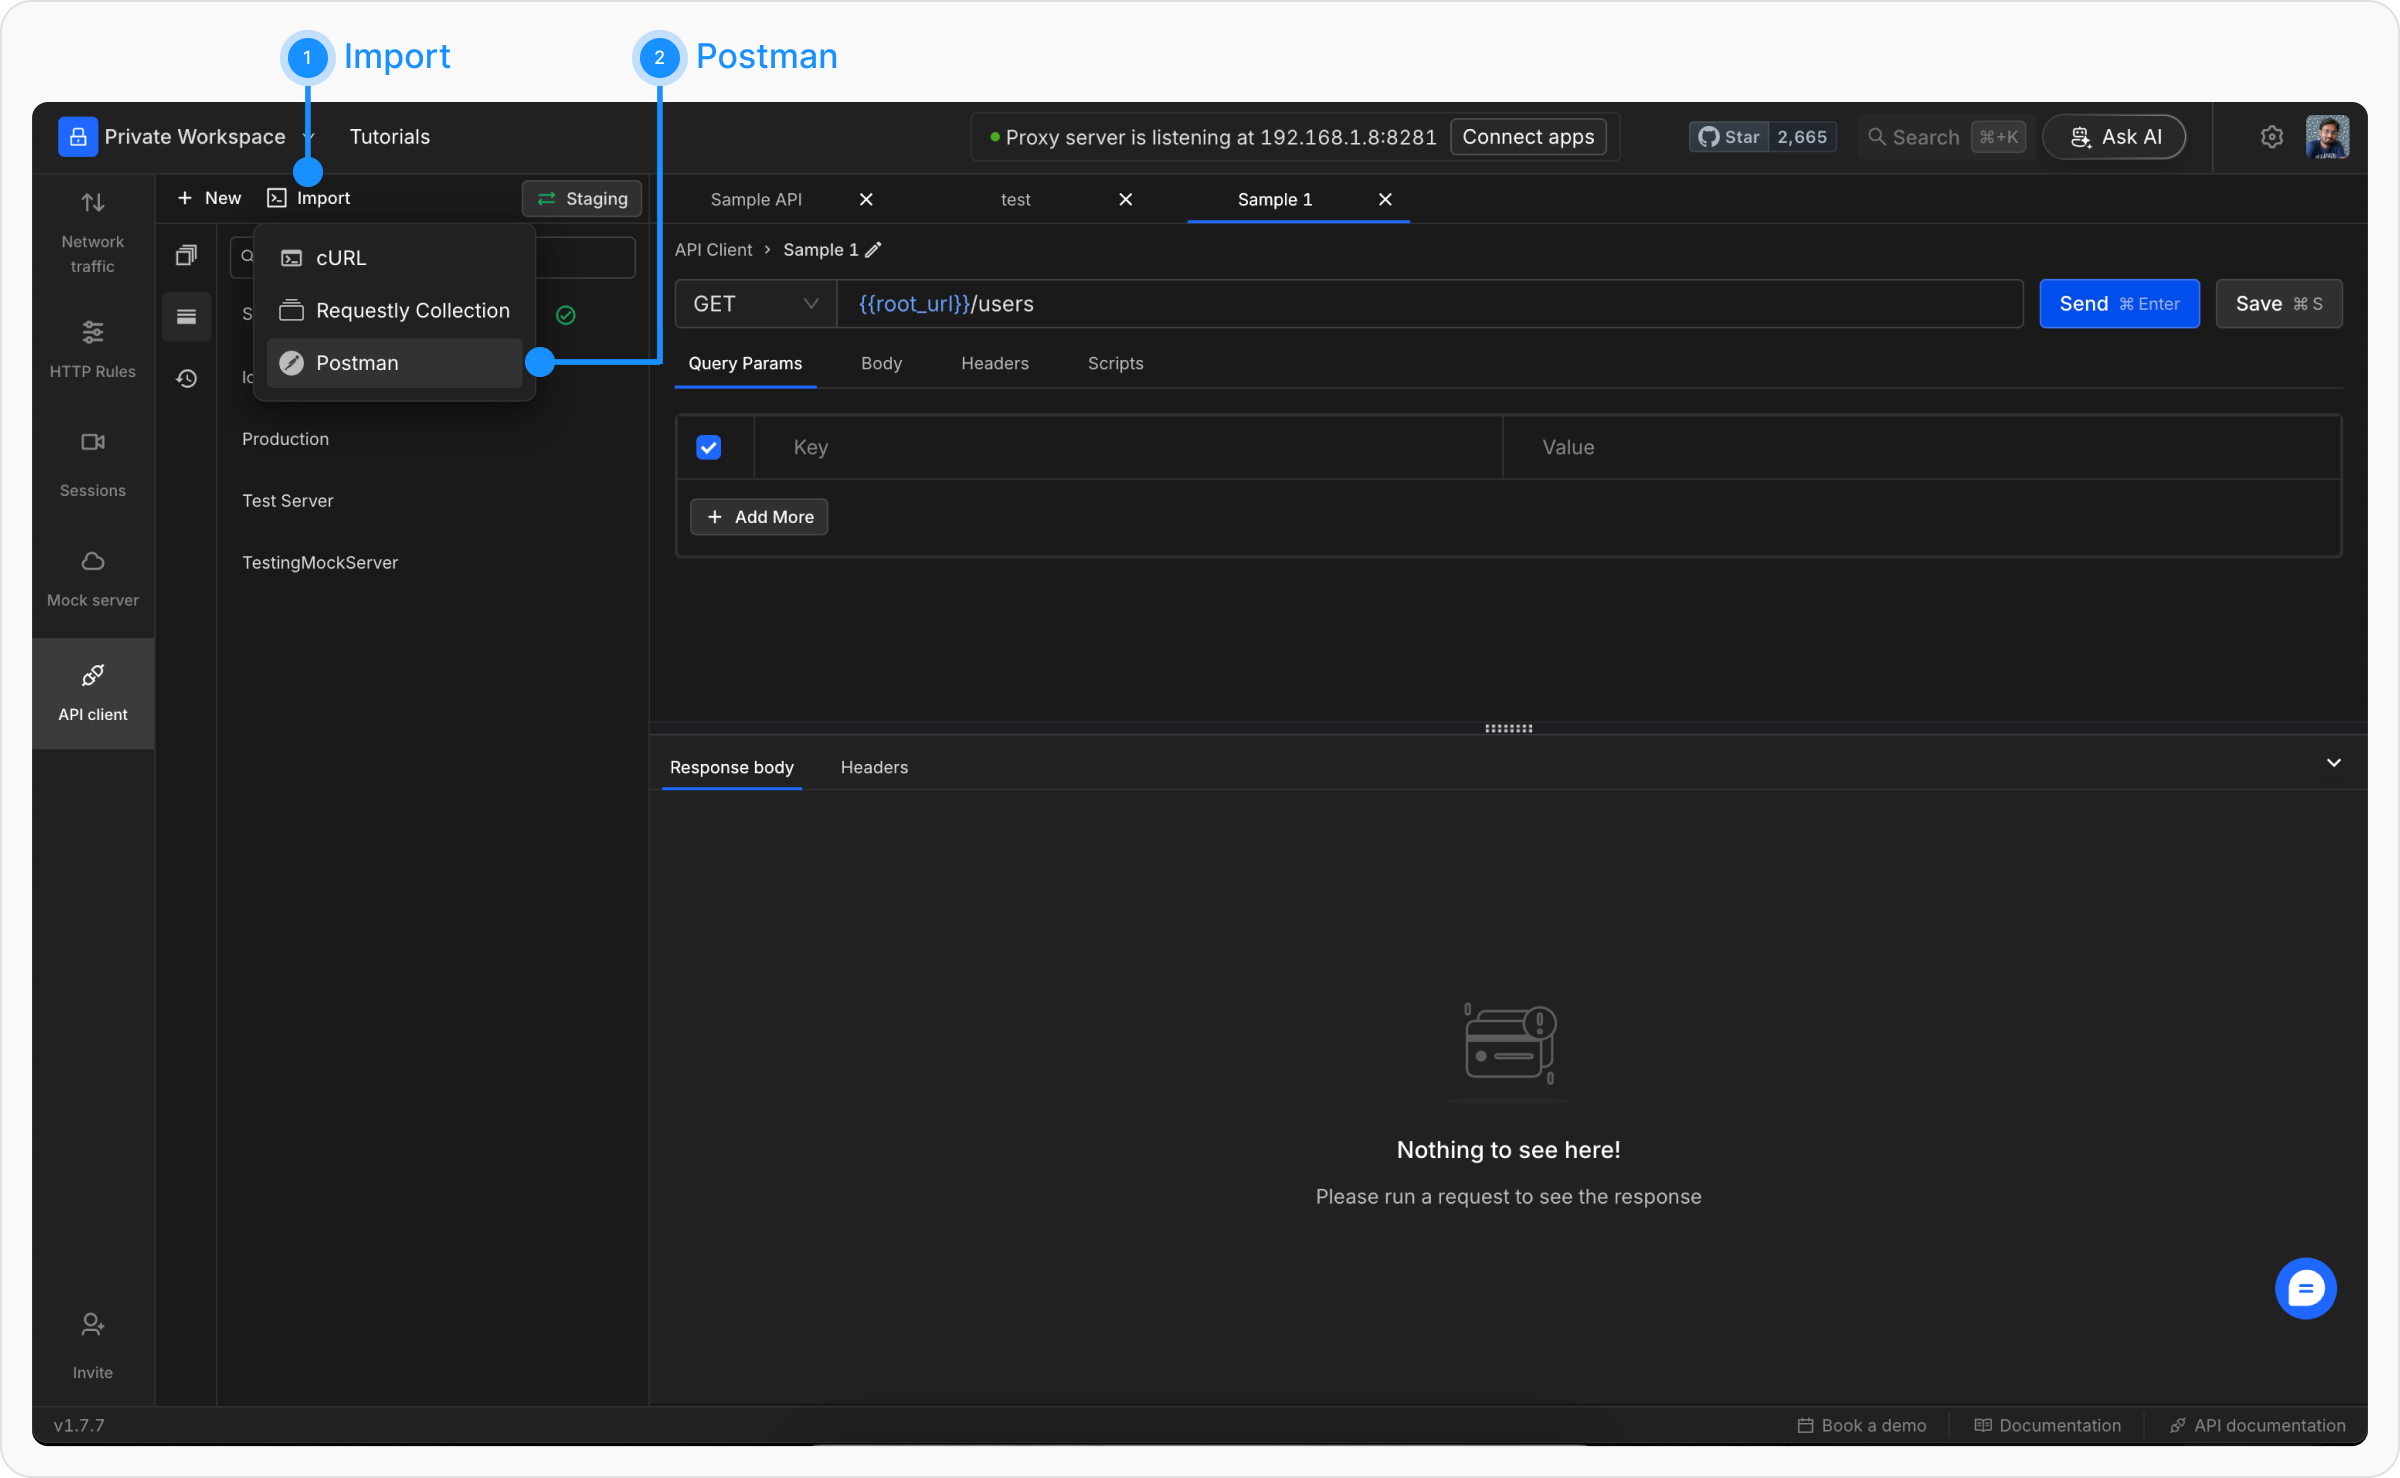 1 Import
2 Postman
Private Workspace
Tutorials
Proxy server is listening at 192.168.1.8:8281
Connect apps
Star 2,665
Search ⌘+K
Ask AI
Network
traffic
HTTP Rules
Sessions
Mock server
API client
Invite
+ New
Import
Staging
cURL
Requestly Collection
Postman
Production
Test Server
TestingMockServer
Sample API
test
Sample 1
API Client > Sample 1
GET
{{root_url}}/users
Send ⌘ Enter
Save ⌘ S
Query Params
Body
Headers
Scripts
Key
Value
+ Add More
Response body
Headers
Nothing to see here!
Please run a request to see the response
v1.7.7
Book a demo
Documentation
API documentation